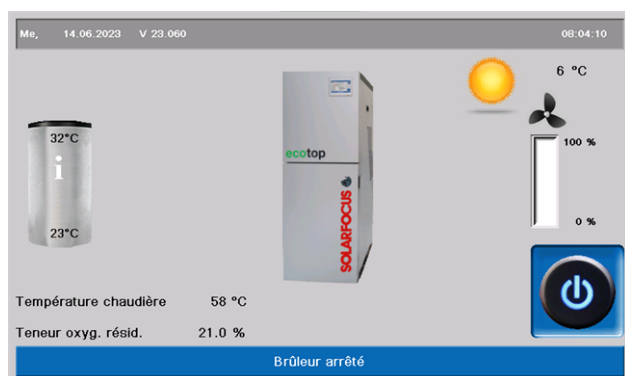 Me, 14.06.2023 V 23.060 08:04:10
6 °C
32°C
i
100 %
ecotop
23°C
0 %
SOLARFOCUS
Température chaudière 58 °C
Teneur oxyg. résid. 21.0 %
Brûleur arrêté